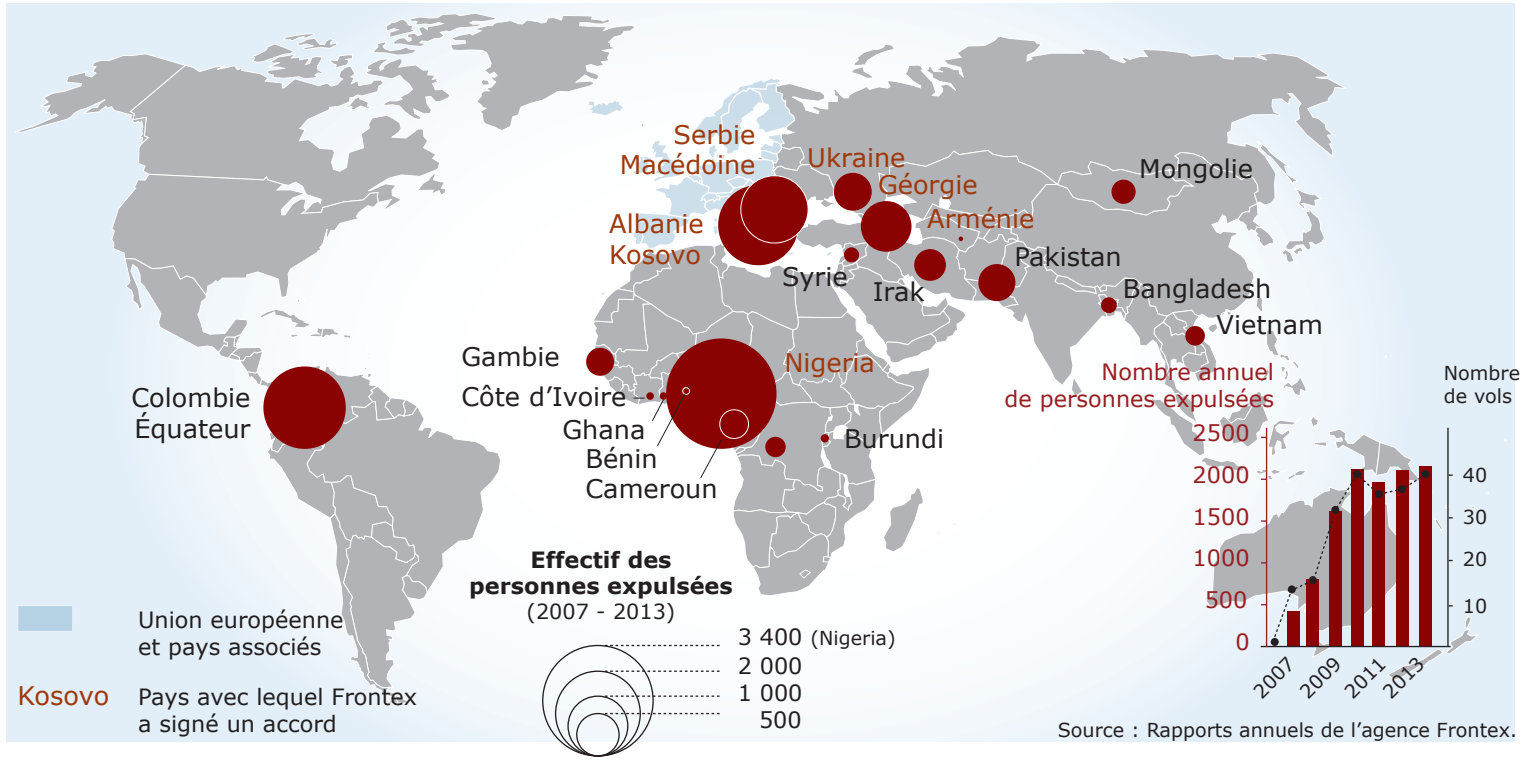 Serbie
Macédoine
Ukraine
Géorgie
Arménie
Mongolie
Albanie
Kosovo
Syrie
Irak
Pakistan
Bangladesh
Vietnam
Gambie
Nigeria
Côte d'Ivoire
Ghana
Bénin
Cameroun
Burundi
Colombie
Équateur
Nombre annuel
de personnes expulsées
Nombre
de vols
2500
2000
1500
1000
500
0
40
30
20
10
2007
2009
2011
2013
Effectif des
personnes expulsées
(2007 - 2013)
3 400 (Nigeria)
2 000
1 000
500
Union européenne
et pays associés
Kosovo
Pays avec lequel Frontex
a signé un accord
Source : Rapports annuels de l'agence Frontex.